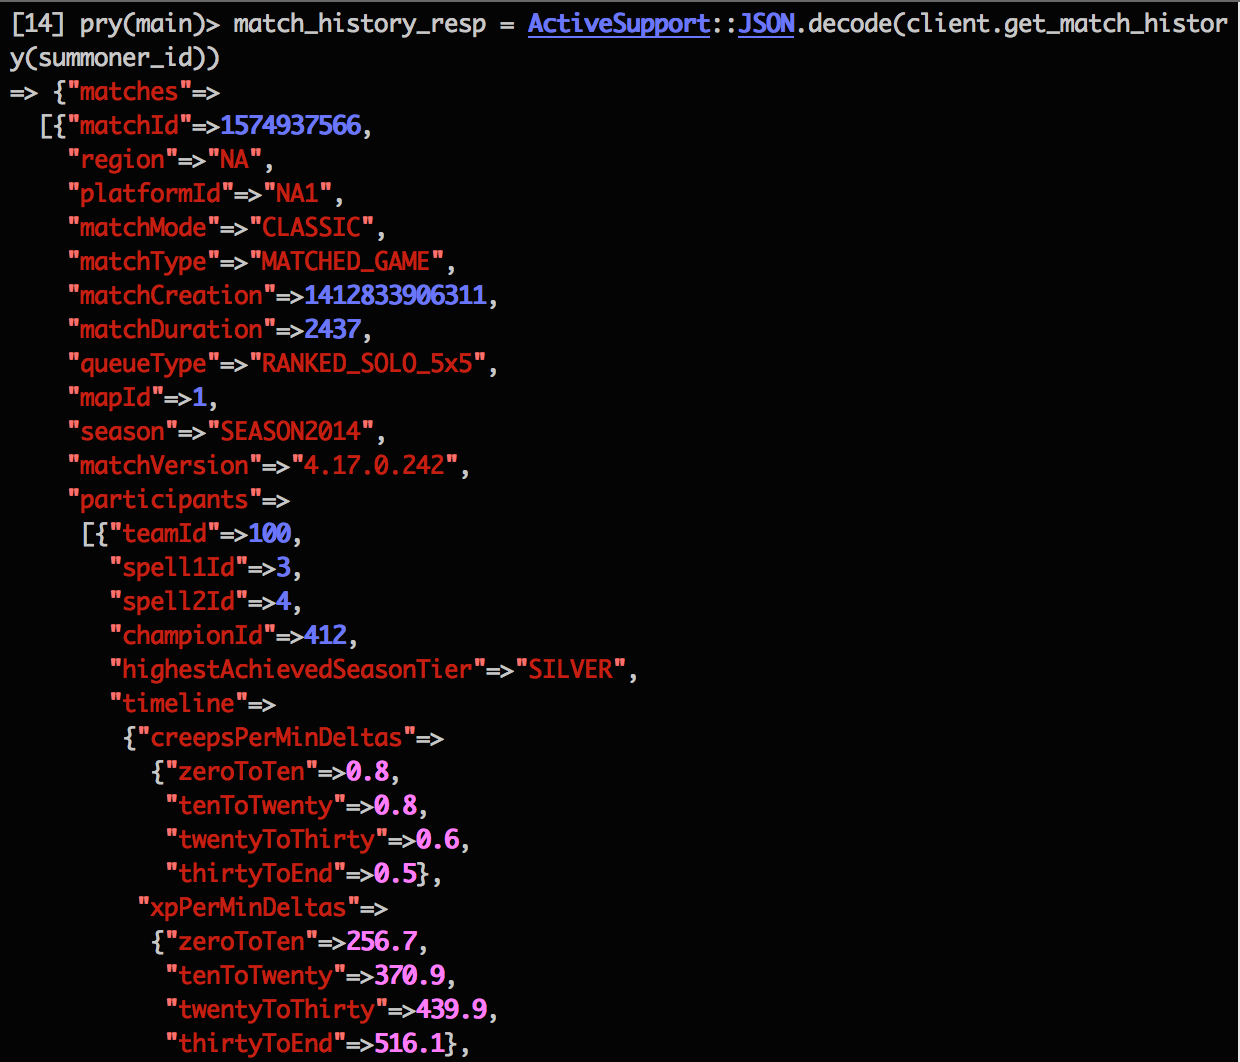 [14] pry(main)> match_history_resp = ActiveSupport::JSON.decode(client.get_match_histor
y(summoner_id))
=> {"matches"=>
  [{"matchId"=>1574937566,
    "region"=>"NA",
    "platformId"=>"NA1",
    "matchMode"=>"CLASSIC",
    "matchType"=>"MATCHED_GAME",
    "matchCreation"=>1412833906311,
    "matchDuration"=>2437,
    "queueType"=>"RANKED_SOLO_5x5",
    "mapId"=>1,
    "season"=>"SEASON2014",
    "matchVersion"=>"4.17.0.242",
    "participants"=>
     [{"teamId"=>100,
       "spell1Id"=>3,
       "spell2Id"=>4,
       "championId"=>412,
       "highestAchievedSeasonTier"=>"SILVER",
       "timeline"=>
        {"creepsPerMinDeltas"=>
          {"zeroToTen"=>0.8,
           "tenToTwenty"=>0.8,
           "twentyToThirty"=>0.6,
           "thirtyToEnd"=>0.5},
         "xpPerMinDeltas"=>
          {"zeroToTen"=>256.7,
           "tenToTwenty"=>370.9,
           "twentyToThirty"=>439.9,
           "thirtyToEnd"=>516.1},